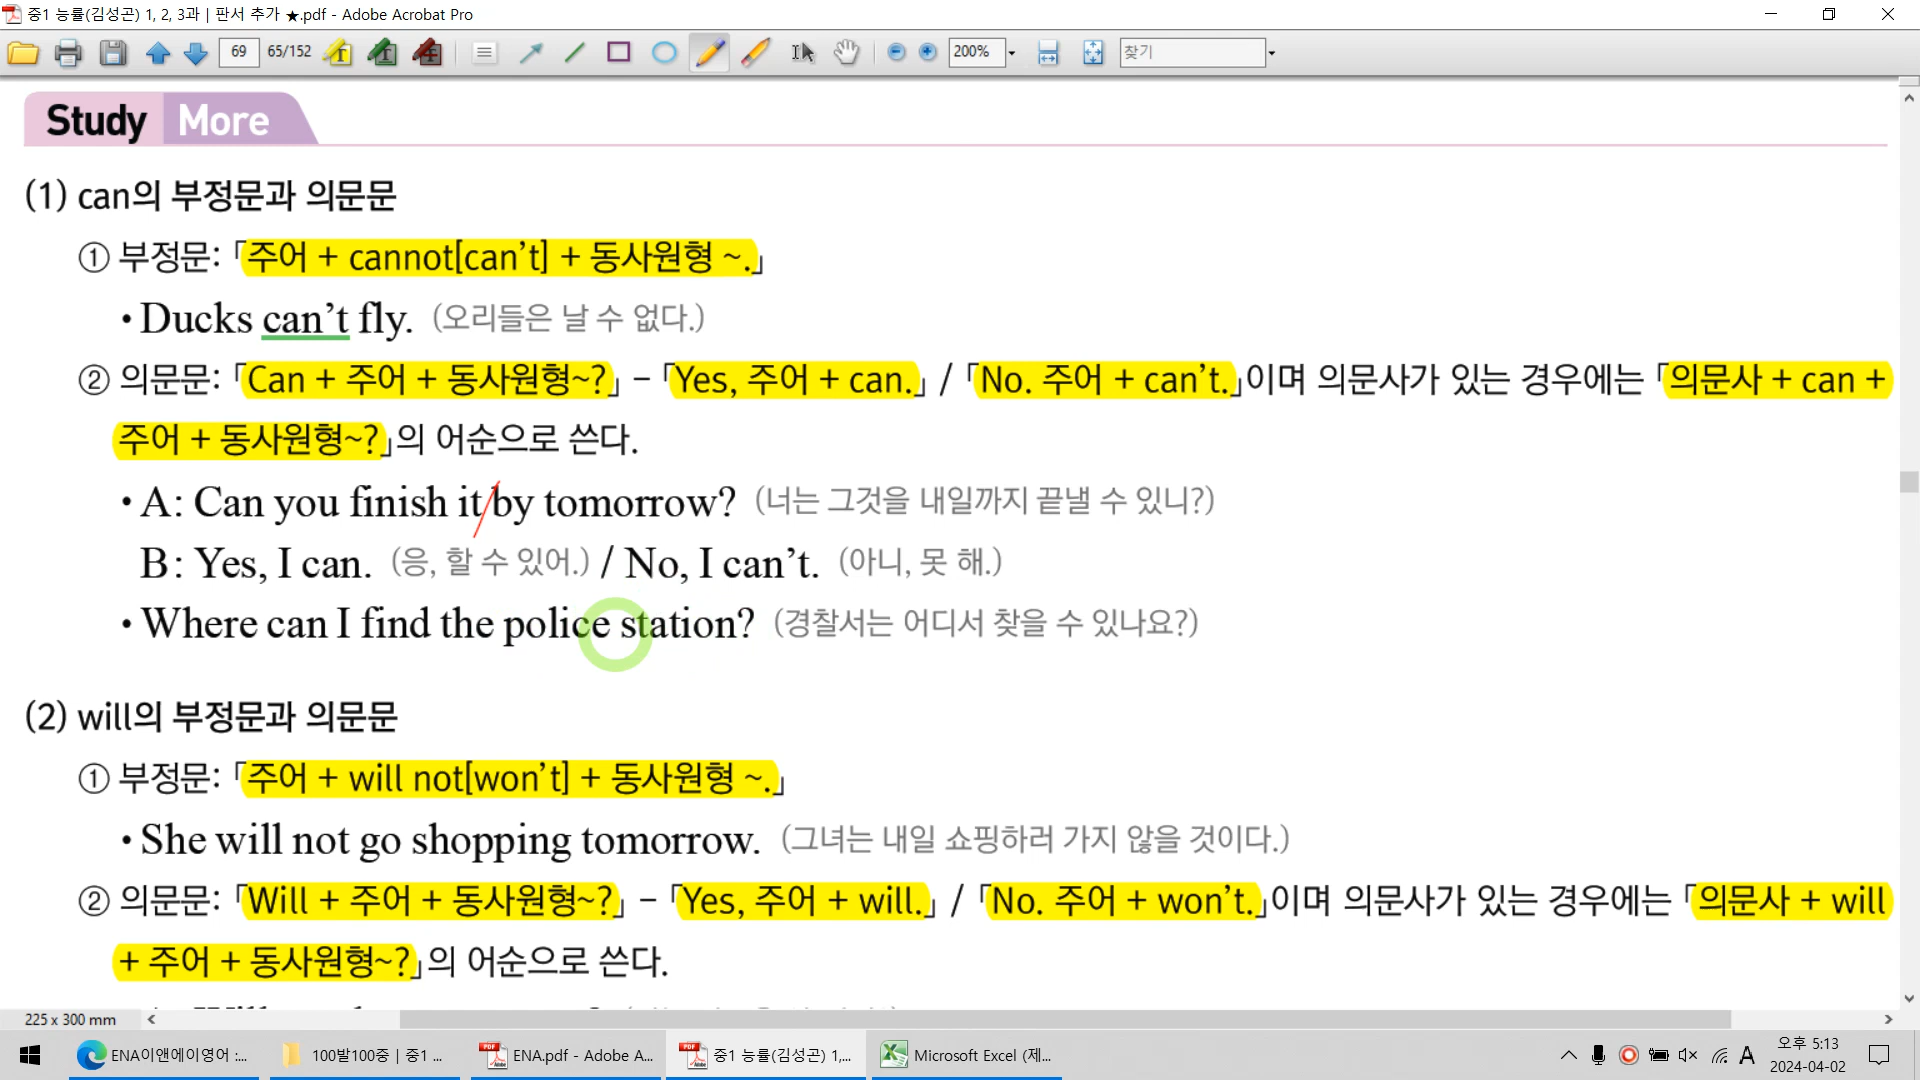 중1 능률(김성곤) 1, 2, 3과 | 판서 추가 ★.pdf - Adobe Acrobat Pro
69 65/152 200% 찾기
Study More
(1) can의 부정문과 의문문
① 부정문: 「주어 + cannot[can't] + 동사원형 ~.」
• Ducks can't fly. (오리들은 날 수 없다.)
② 의문문: 「Can + 주어 + 동사원형~?」 – 「Yes, 주어 + can.」 / 「No. 주어 + can't.」이며 의문사가 있는 경우에는 「의문사 + can +
주어 + 동사원형~?」의 어순으로 쓴다.
• A: Can you finish it by tomorrow? (너는 그것을 내일까지 끝낼 수 있니?)
B: Yes, I can. (응, 할 수 있어.) / No, I can't. (아니, 못 해.)
• Where can I find the police station? (경찰서는 어디서 찾을 수 있나요?)
(2) will의 부정문과 의문문
① 부정문: 「주어 + will not[won't] + 동사원형 ~.」
• She will not go shopping tomorrow. (그녀는 내일 쇼핑하러 가지 않을 것이다.)
② 의문문: 「Will + 주어 + 동사원형~?」 – 「Yes, 주어 + will.」 / 「No. 주어 + won't.」이며 의문사가 있는 경우에는 「의문사 + will
+ 주어 + 동사원형~?」의 어순으로 쓴다.
225 x 300 mm
ENA이앤에이영어 :... 100발100중 | 중1 ... ENA.pdf - Adobe A... 중1 능률(김성곤) 1,... Microsoft Excel (제... A 오후 5:13
2024-04-02